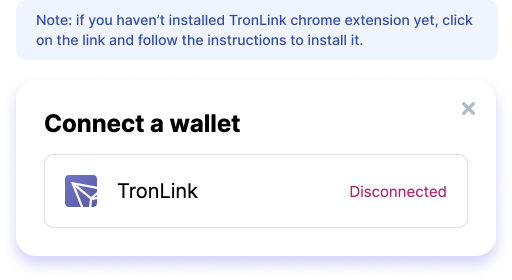 Note: if you haven’t installed TronLink chrome extension yet, click
on the link and follow the instructions to install it.
Connect a wallet
TronLink
Disconnected